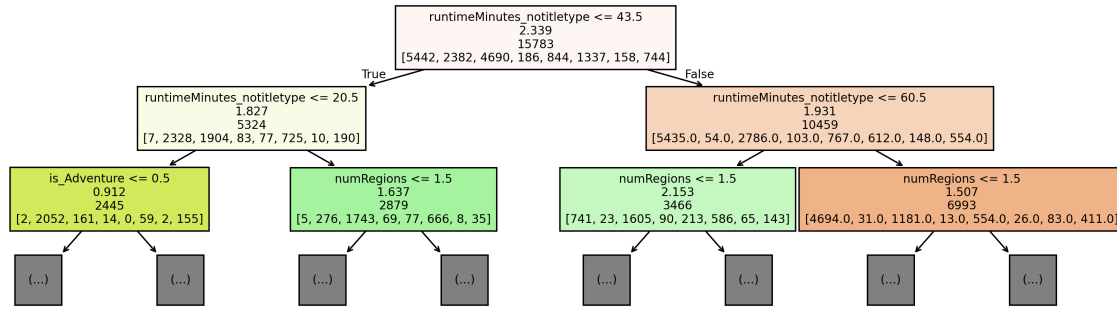 runtimeMinutes_notitletype <= 43.5
2.339
15783
[5442, 2382, 4690, 186, 844, 1337, 158, 744]
True
False
runtimeMinutes_notitletype <= 20.5
1.827
5324
[7, 2328, 1904, 83, 77, 725, 10, 190]
runtimeMinutes_notitletype <= 60.5
1.931
10459
[5435.0, 54.0, 2786.0, 103.0, 767.0, 612.0, 148.0, 554.0]
is_Adventure <= 0.5
0.912
2445
[2, 2052, 161, 14, 0, 59, 2, 155]
numRegions <= 1.5
1.637
2879
[5, 276, 1743, 69, 77, 666, 8, 35]
numRegions <= 1.5
2.153
3466
[741, 23, 1605, 90, 213, 586, 65, 143]
numRegions <= 1.5
1.507
6993
[4694.0, 31.0, 1181.0, 13.0, 554.0, 26.0, 83.0, 411.0]
(...)
(...)
(...)
(...)
(...)
(...)
(...)
(...)